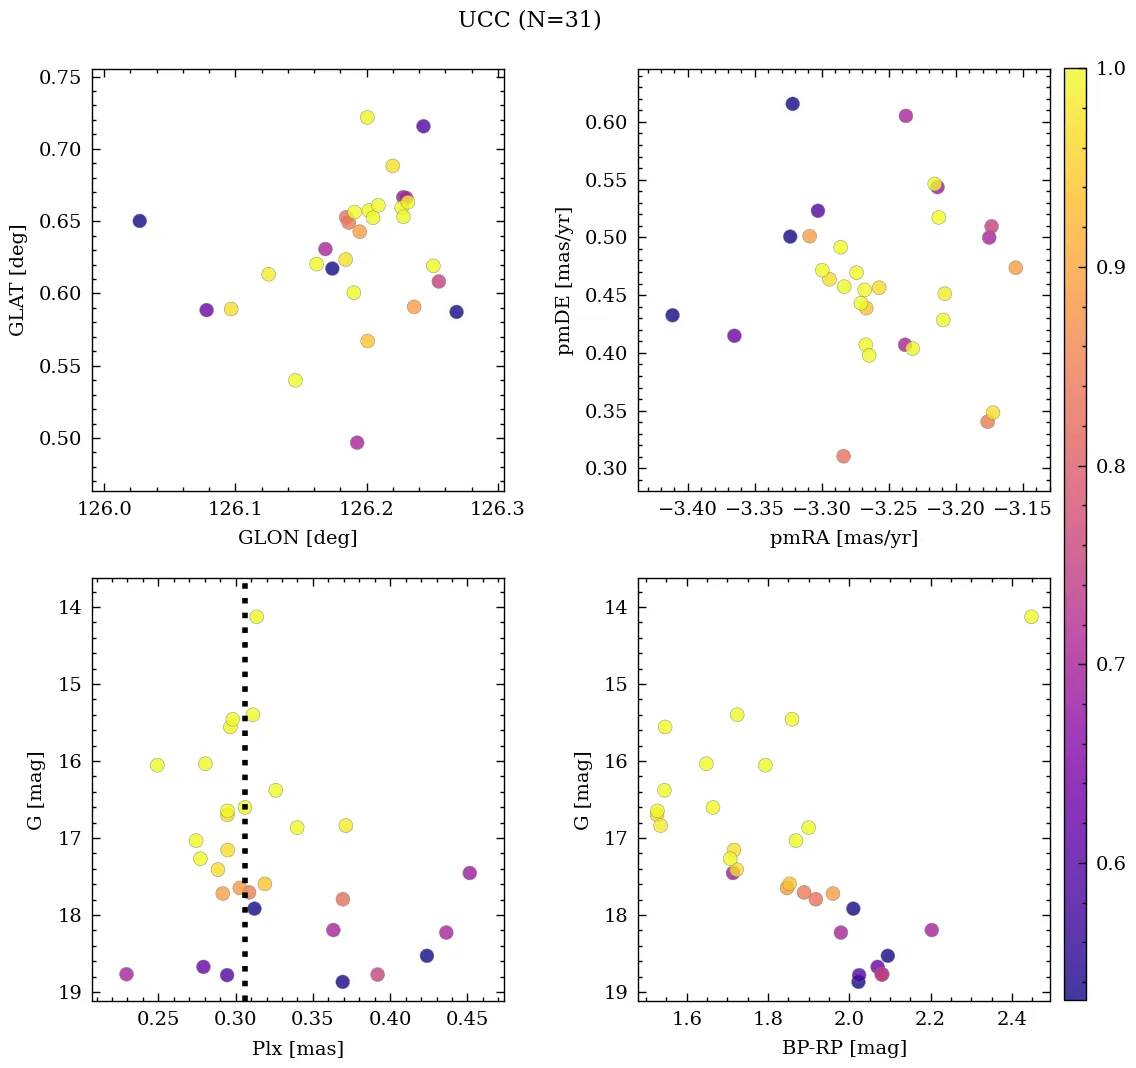 UCC (N=31)
0.75
0.70
0.65
0.60
0.55
0.50
GLAT [deg]
126.0 126.1 126.2 126.3
GLON [deg]
0.60
0.55
0.50
0.45
0.40
0.35
0.30
pmDE [mas/yr]
−3.40 −3.35 −3.30 −3.25 −3.20 −3.15
pmRA [mas/yr]
14
15
16
17
18
19
G [mag]
0.25 0.30 0.35 0.40 0.45
Plx [mas]
14
15
16
17
18
19
G [mag]
1.6 1.8 2.0 2.2 2.4
BP-RP [mag]
1.0
0.9
0.8
0.7
0.6